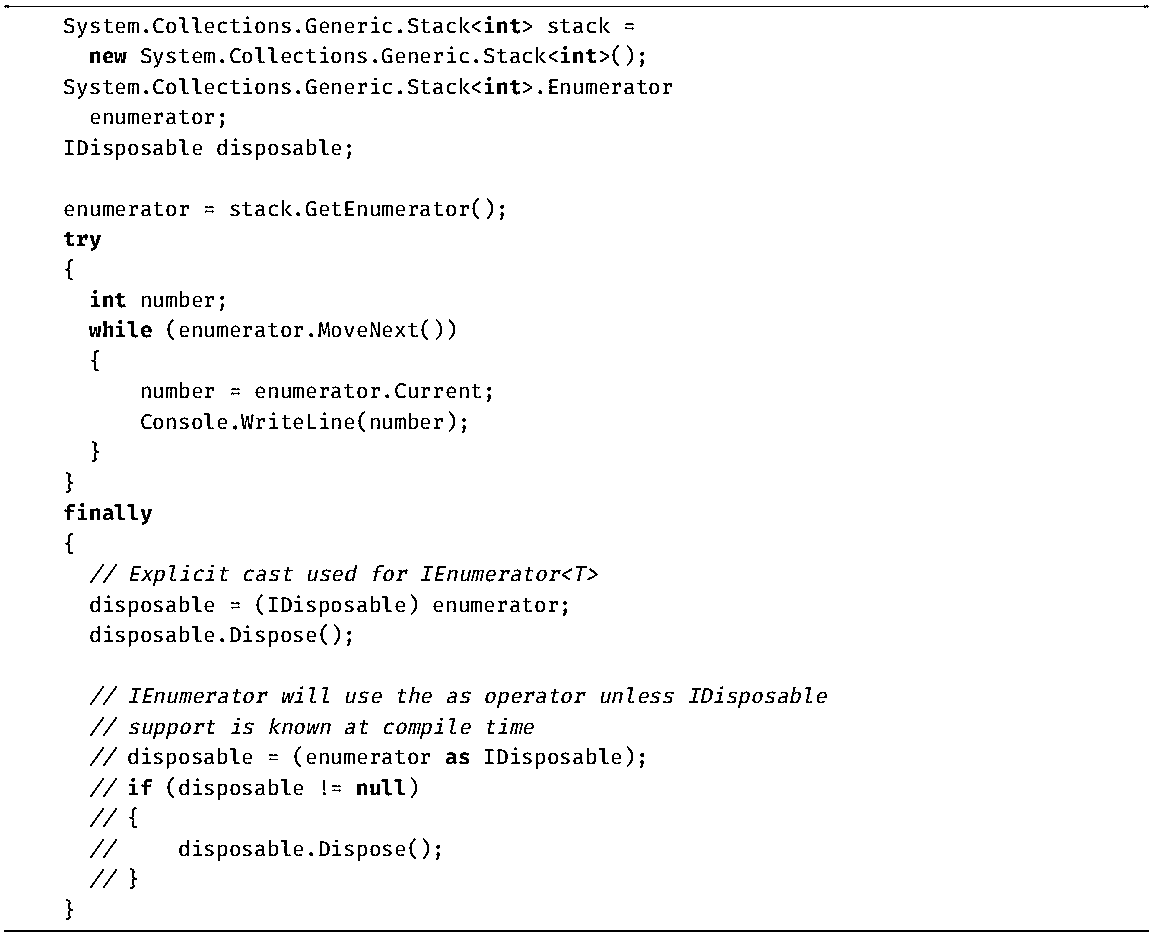 System.Collections.Generic.Stack<int> stack =
  new System.Collections.Generic.Stack<int>();
System.Collections.Generic.Stack<int>.Enumerator
  enumerator;
IDisposable disposable;

enumerator = stack.GetEnumerator();
try
{
  int number;
  while (enumerator.MoveNext())
  {
      number = enumerator.Current;
      Console.WriteLine(number);
  }
}
finally
{
  // Explicit cast used for IEnumerator<T>
  disposable = (IDisposable) enumerator;
  disposable.Dispose();

  // IEnumerator will use the as operator unless IDisposable
  // support is known at compile time
  // disposable = (enumerator as IDisposable);
  // if (disposable != null)
  // {
  //     disposable.Dispose();
  // }
}